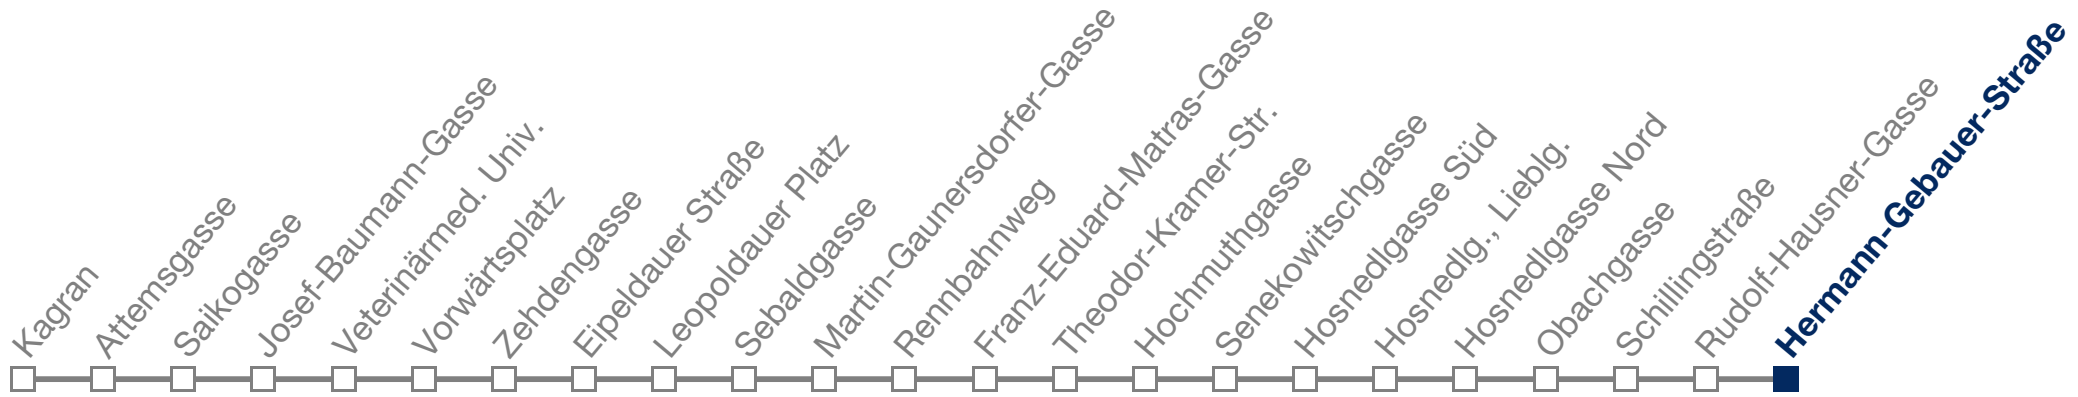 Kagran
Attemsgasse
Saikogasse
Josef-Baumann-Gasse
Veterinärmed. Univ.
Vorwärtsplatz
Zehdengasse
Eipeldauer Straße
Leopoldauer Platz
Sebaldgasse
Martin-Gaunersdorfer-Gasse
Rennbahnweg
Franz-Eduard-Matras-Gasse
Theodor-Kramer-Str.
Hochmuthgasse
Senekowitschgasse
Hosnedlgasse Süd
Hosnedlg., Lieblg.
Hosnedlgasse Nord
Obachgasse
Schillingstraße
Rudolf-Hausner-Gasse
Hermann-Gebauer-Straße